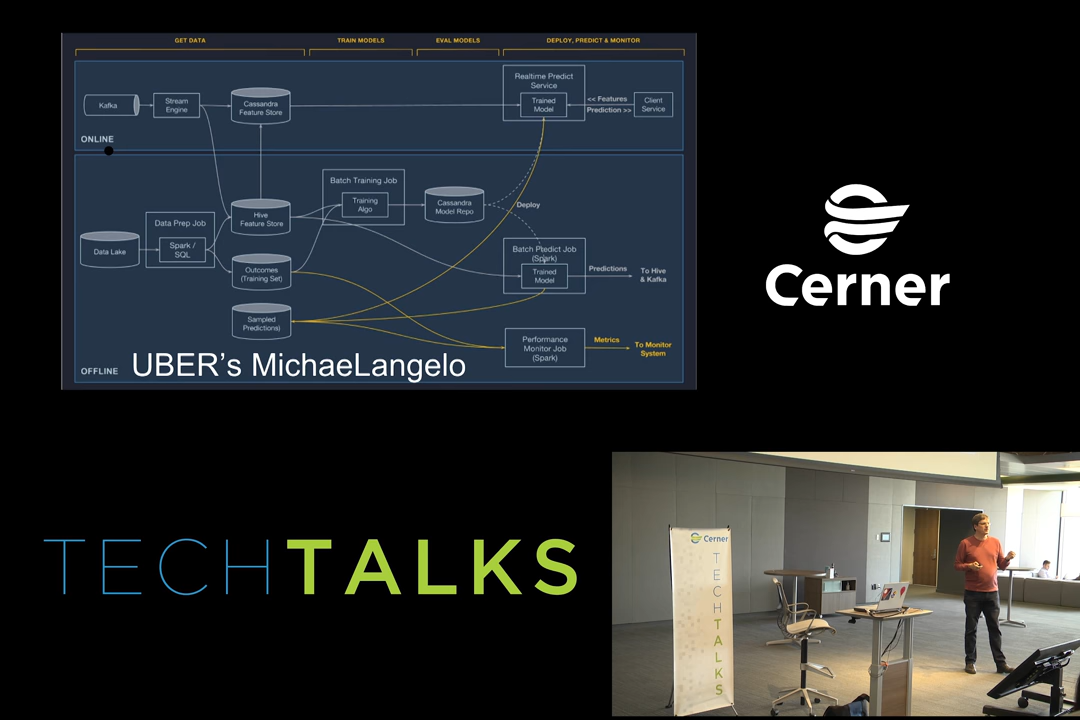 GET DATA
TRAIN MODELS
EVAL MODELS
DEPLOY, PREDICT & MONITOR
Kafka
Stream
Engine
Cassandra
Feature Store
Realtime Predict
Service
Trained
Model
<< Features
Prediction >>
Client
Service
ONLINE
Batch Training Job
Training
Algo
Cassandra
Model Repo
Deploy
Data Prep Job
Spark /
SQL
Data Lake
Hive
Feature Store
Outcomes
(Training Set)
Batch Predict Job
(Spark)
Trained
Model
Predictions
To Hive
& Kafka
Sampled
Predictions)
Performance
Monitor Job
(Spark)
Metrics
To Monitor
System
OFFLINE
UBER's MichaeLangelo
Cerner
TECHTALKS
Cerner
TECHTALKS